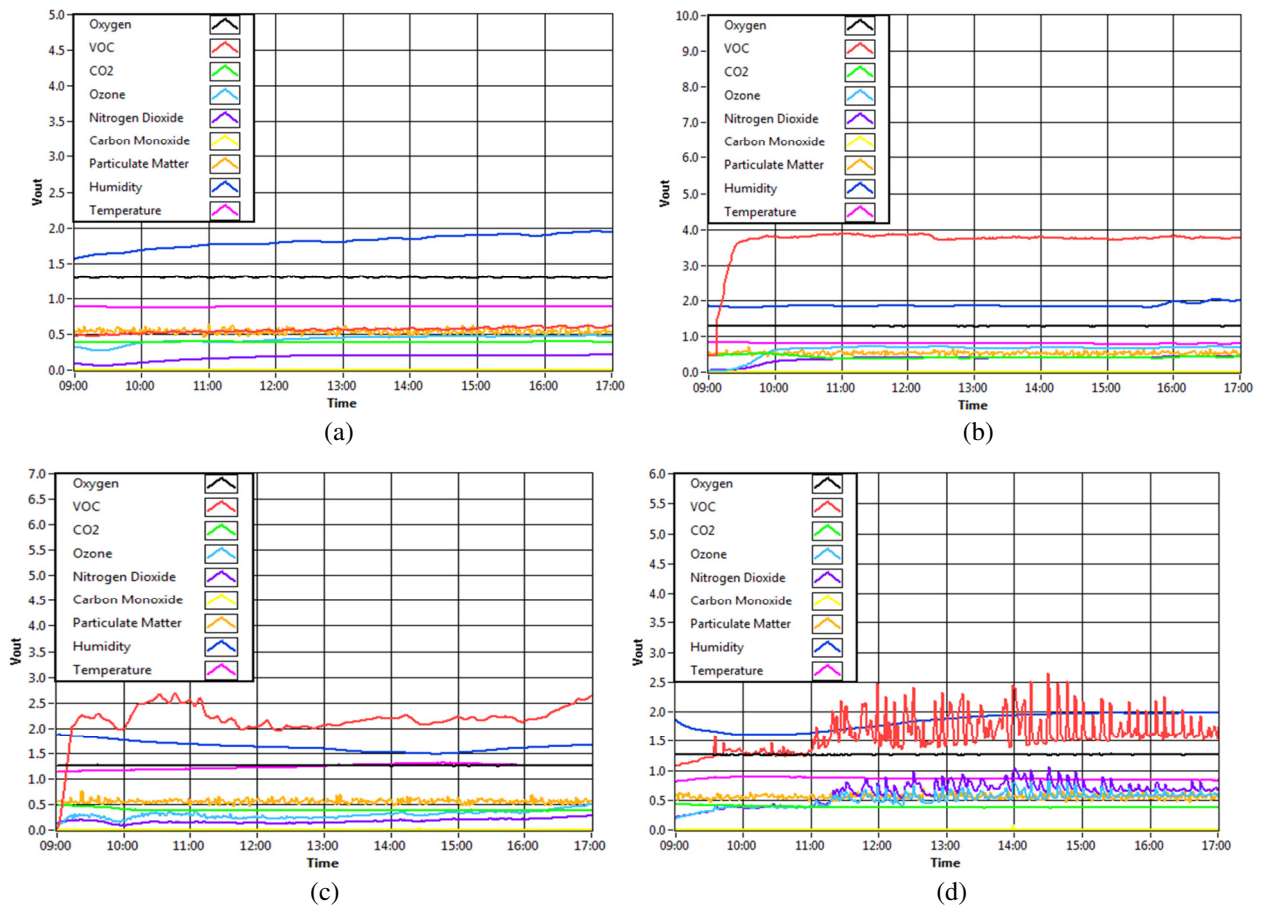 5.0
4.5
4.0
3.5
3.0
2.5
2.0
1.5
1.0
0.5
0.0
Vout
Oxygen
VOC
CO2
Ozone
Nitrogen Dioxide
Carbon Monoxide
Particulate Matter
Humidity
Temperature
09:00 10:00 11:00 12:00 13:00 14:00 15:00 16:00 17:00
Time
(a)
10.0
9.0
8.0
7.0
6.0
5.0
4.0
3.0
2.0
1.0
0.0
Vout
Oxygen
VOC
CO2
Ozone
Nitrogen Dioxide
Carbon Monoxide
Particulate Matter
Humidity
Temperature
09:00 10:00 11:00 12:00 13:00 14:00 15:00 16:00 17:00
Time
(b)
7.0
6.5
6.0
5.5
5.0
4.5
4.0
3.5
3.0
2.5
2.0
1.5
1.0
0.5
0.0
Vout
Oxygen
VOC
CO2
Ozone
Nitrogen Dioxide
Carbon Monoxide
Particulate Matter
Humidity
Temperature
09:00 10:00 11:00 12:00 13:00 14:00 15:00 16:00 17:00
Time
(c)
6.0
5.5
5.0
4.5
4.0
3.5
3.0
2.5
2.0
1.5
1.0
0.5
0.0
Vout
Oxygen
VOC
CO2
Ozone
Nitrogen Dioxide
Carbon Monoxide
Particulate Matter
Humidity
Temperature
09:00 10:00 11:00 12:00 13:00 14:00 15:00 16:00 17:00
Time
(d)